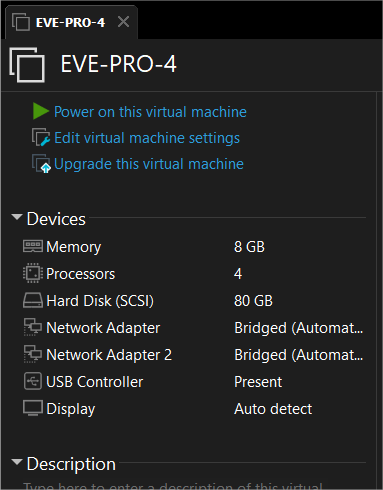 EVE-PRO-4
EVE-PRO-4
Power on this virtual machine
Edit virtual machine settings
Upgrade this virtual machine
Devices
Memory 8 GB
Processors 4
Hard Disk (SCSI) 80 GB
Network Adapter Bridged (Automat...
Network Adapter 2 Bridged (Automat...
USB Controller Present
Display Auto detect
Description
Type here to enter a description of this virtual